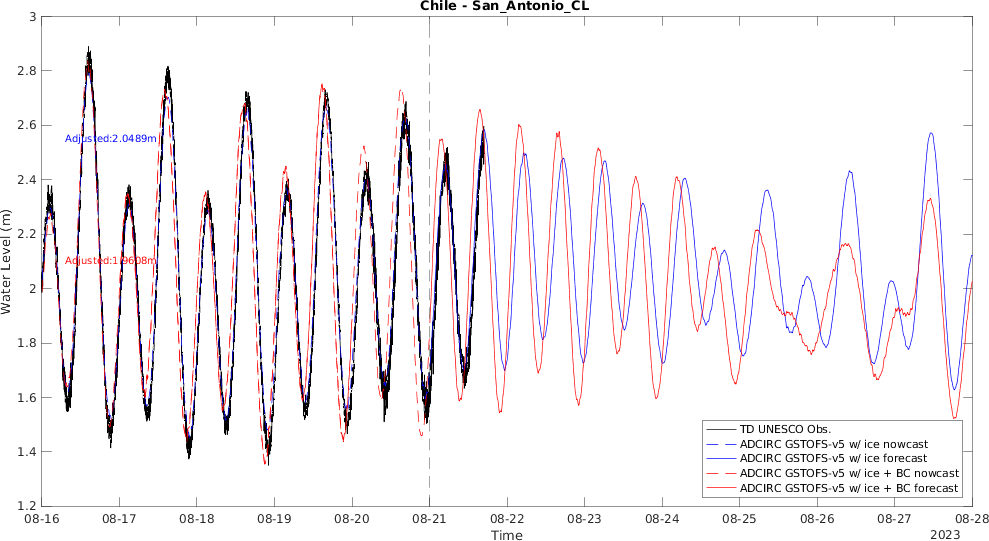 Chile - San_Antonio_CL
3
2.8
2.6
2.4
2.2
2
1.8
1.6
1.4
1.2
Water Level (m)
Adjusted:2.0489m
Adjusted:1.9608m
TD UNESCO Obs.
ADCIRC GSTOFS-v5 w/ ice nowcast
ADCIRC GSTOFS-v5 w/ ice forecast
ADCIRC GSTOFS-v5 w/ ice + BC nowcast
ADCIRC GSTOFS-v5 w/ ice + BC forecast
08-16 08-17 08-18 08-19 08-20 08-21 08-22 08-23 08-24 08-25 08-26 08-27 08-28
Time
2023